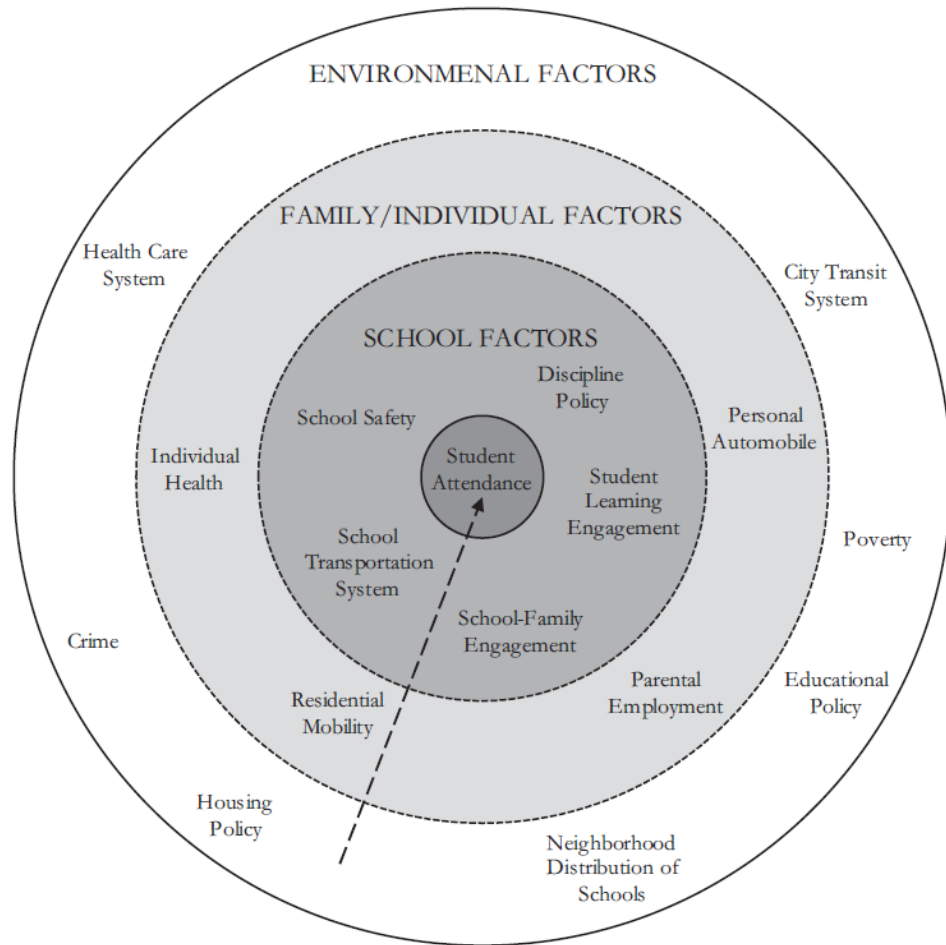 ENVIRONMENAL FACTORS
FAMILY/INDIVIDUAL FACTORS
Health Care
System
City Transit
System
SCHOOL FACTORS
Discipline
Policy
School Safety
Personal
Automobile
Individual
Health
Student
Attendance
Student
Learning
Engagement
School
Transportation
System
Poverty
School-Family
Engagement
Crime
Residential
Mobility
Parental
Employment
Educational
Policy
Housing
Policy
Neighborhood
Distribution of
Schools